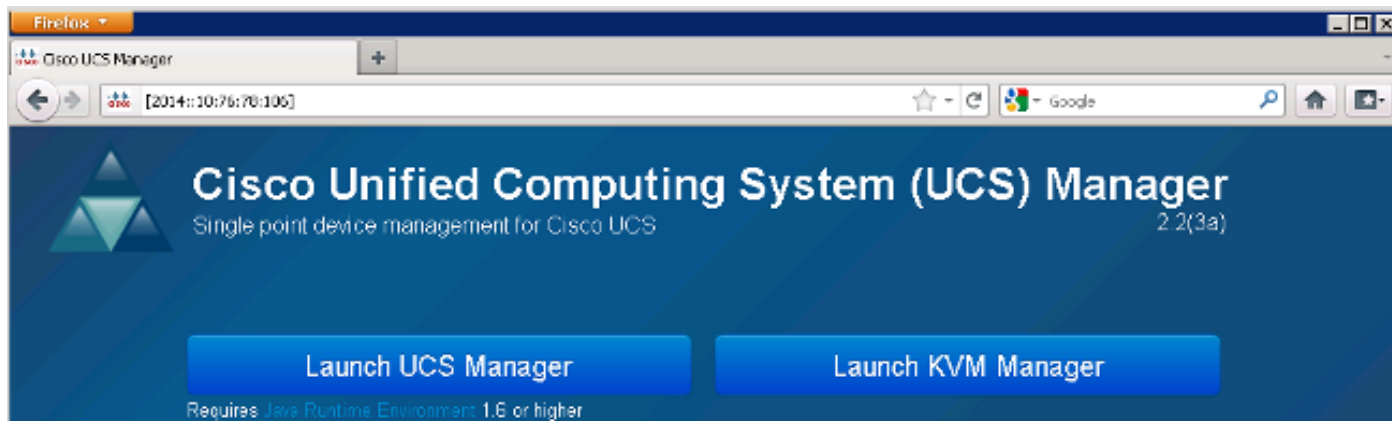 Firefox
Cisco UCS Manager
[2014::10:76:78:106]
Google
Cisco Unified Computing System (UCS) Manager
Single point device management for Cisco UCS
2.2(3a)
Launch UCS Manager
Launch KVM Manager
Requires Java Runtime Environment 1.6 or higher